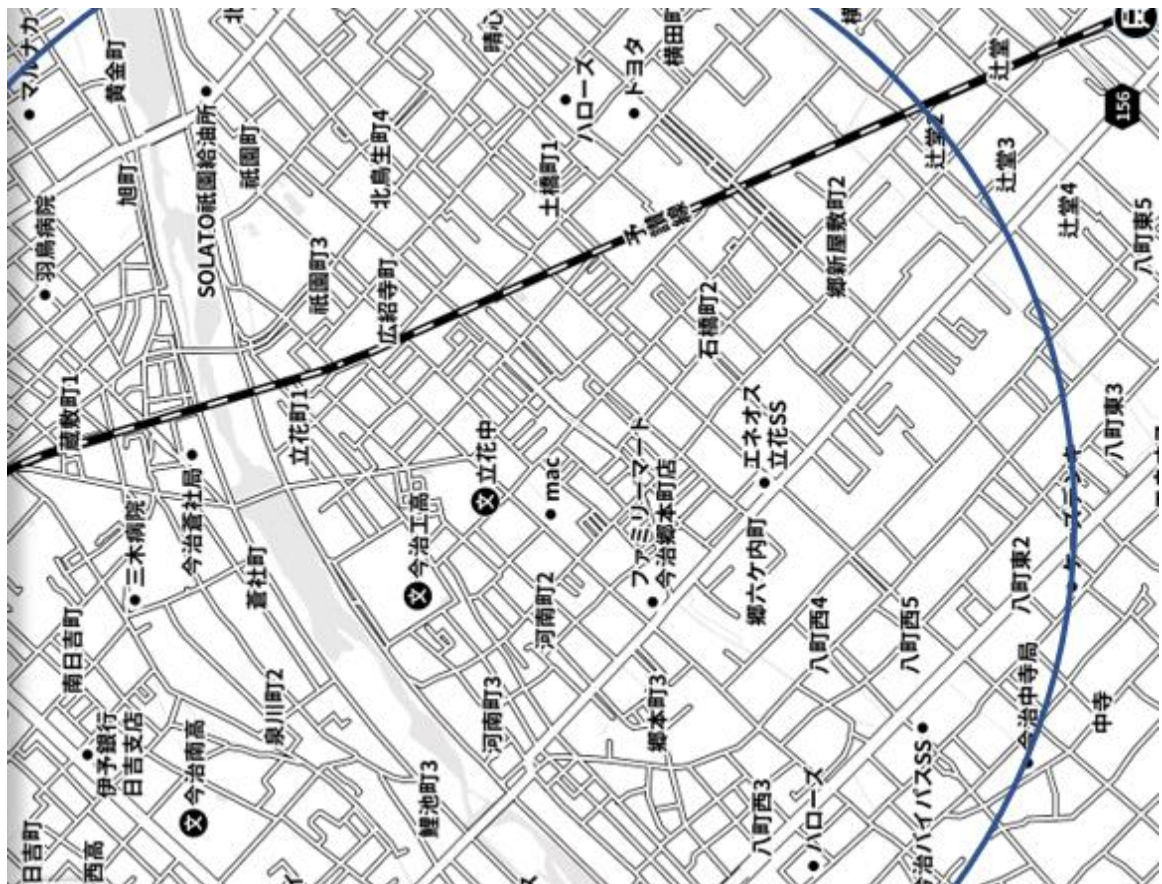 日吉町
西高
マルナカ
羽鳥病院
蔵敷町1
南日吉町
伊予銀行
日吉支店
黄金町
旭町
三木病院
今治南高
今治蒼社局
SOLATO祇園給油所
祇園町
蒼社町
泉川町2
立花町1
祇園町3
北鳥生町4
広紹寺町
今治工高
鯉池町3
立花中
河南町3
晴心
mac
土橋町1
河南町2
ハローズ
トヨタ
予讃線
ファミリーマート
今治郷本町店
郷本町3
横田町
石橋町2
エネオス
立花SS
郷六ケ内町
八町西3
ハローズ
八町西4
郷新屋敷町2
八町西5
今治バイパスSS
辻堂2
辻堂
辻堂3
八町東2
今治中寺局
辻堂4
中寺
八町東3
156
八町東5